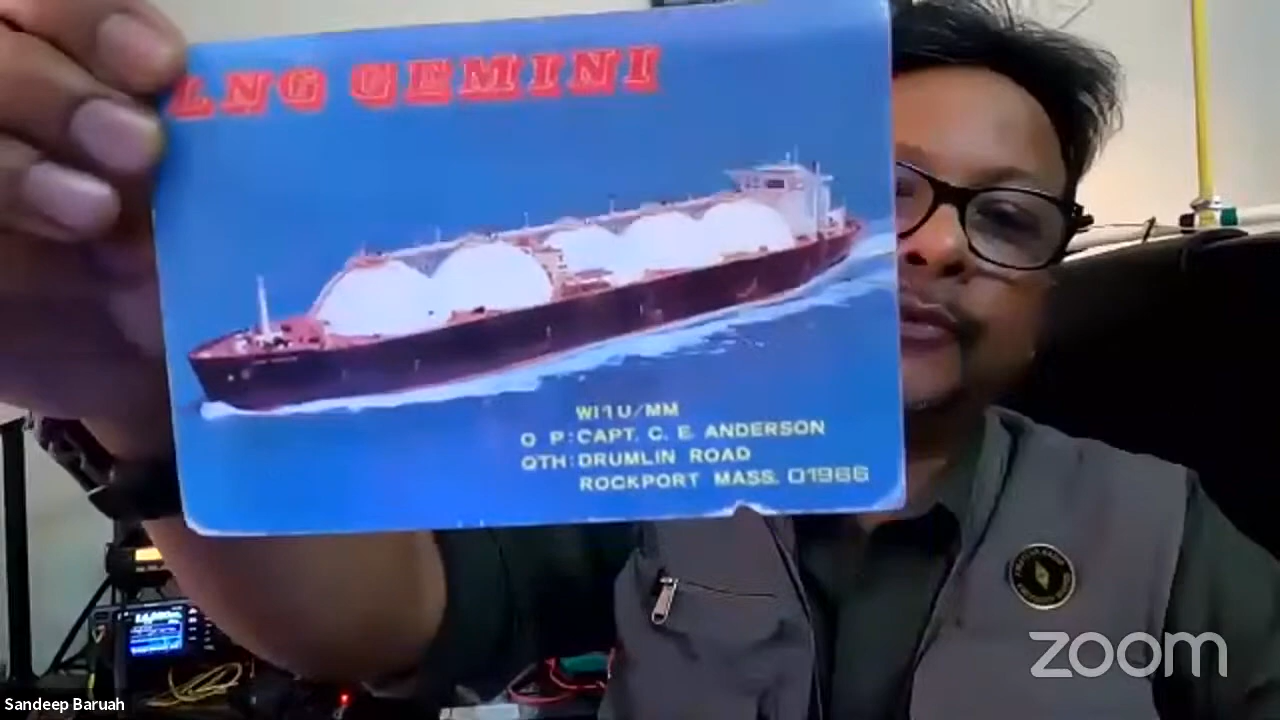 LNG GEMINI
WI1U/MM
O P: CAPT. C. E. ANDERSON
QTH: DRUMLIN ROAD
ROCKPORT MASS. 01966
zoom
Sandeep Baruah